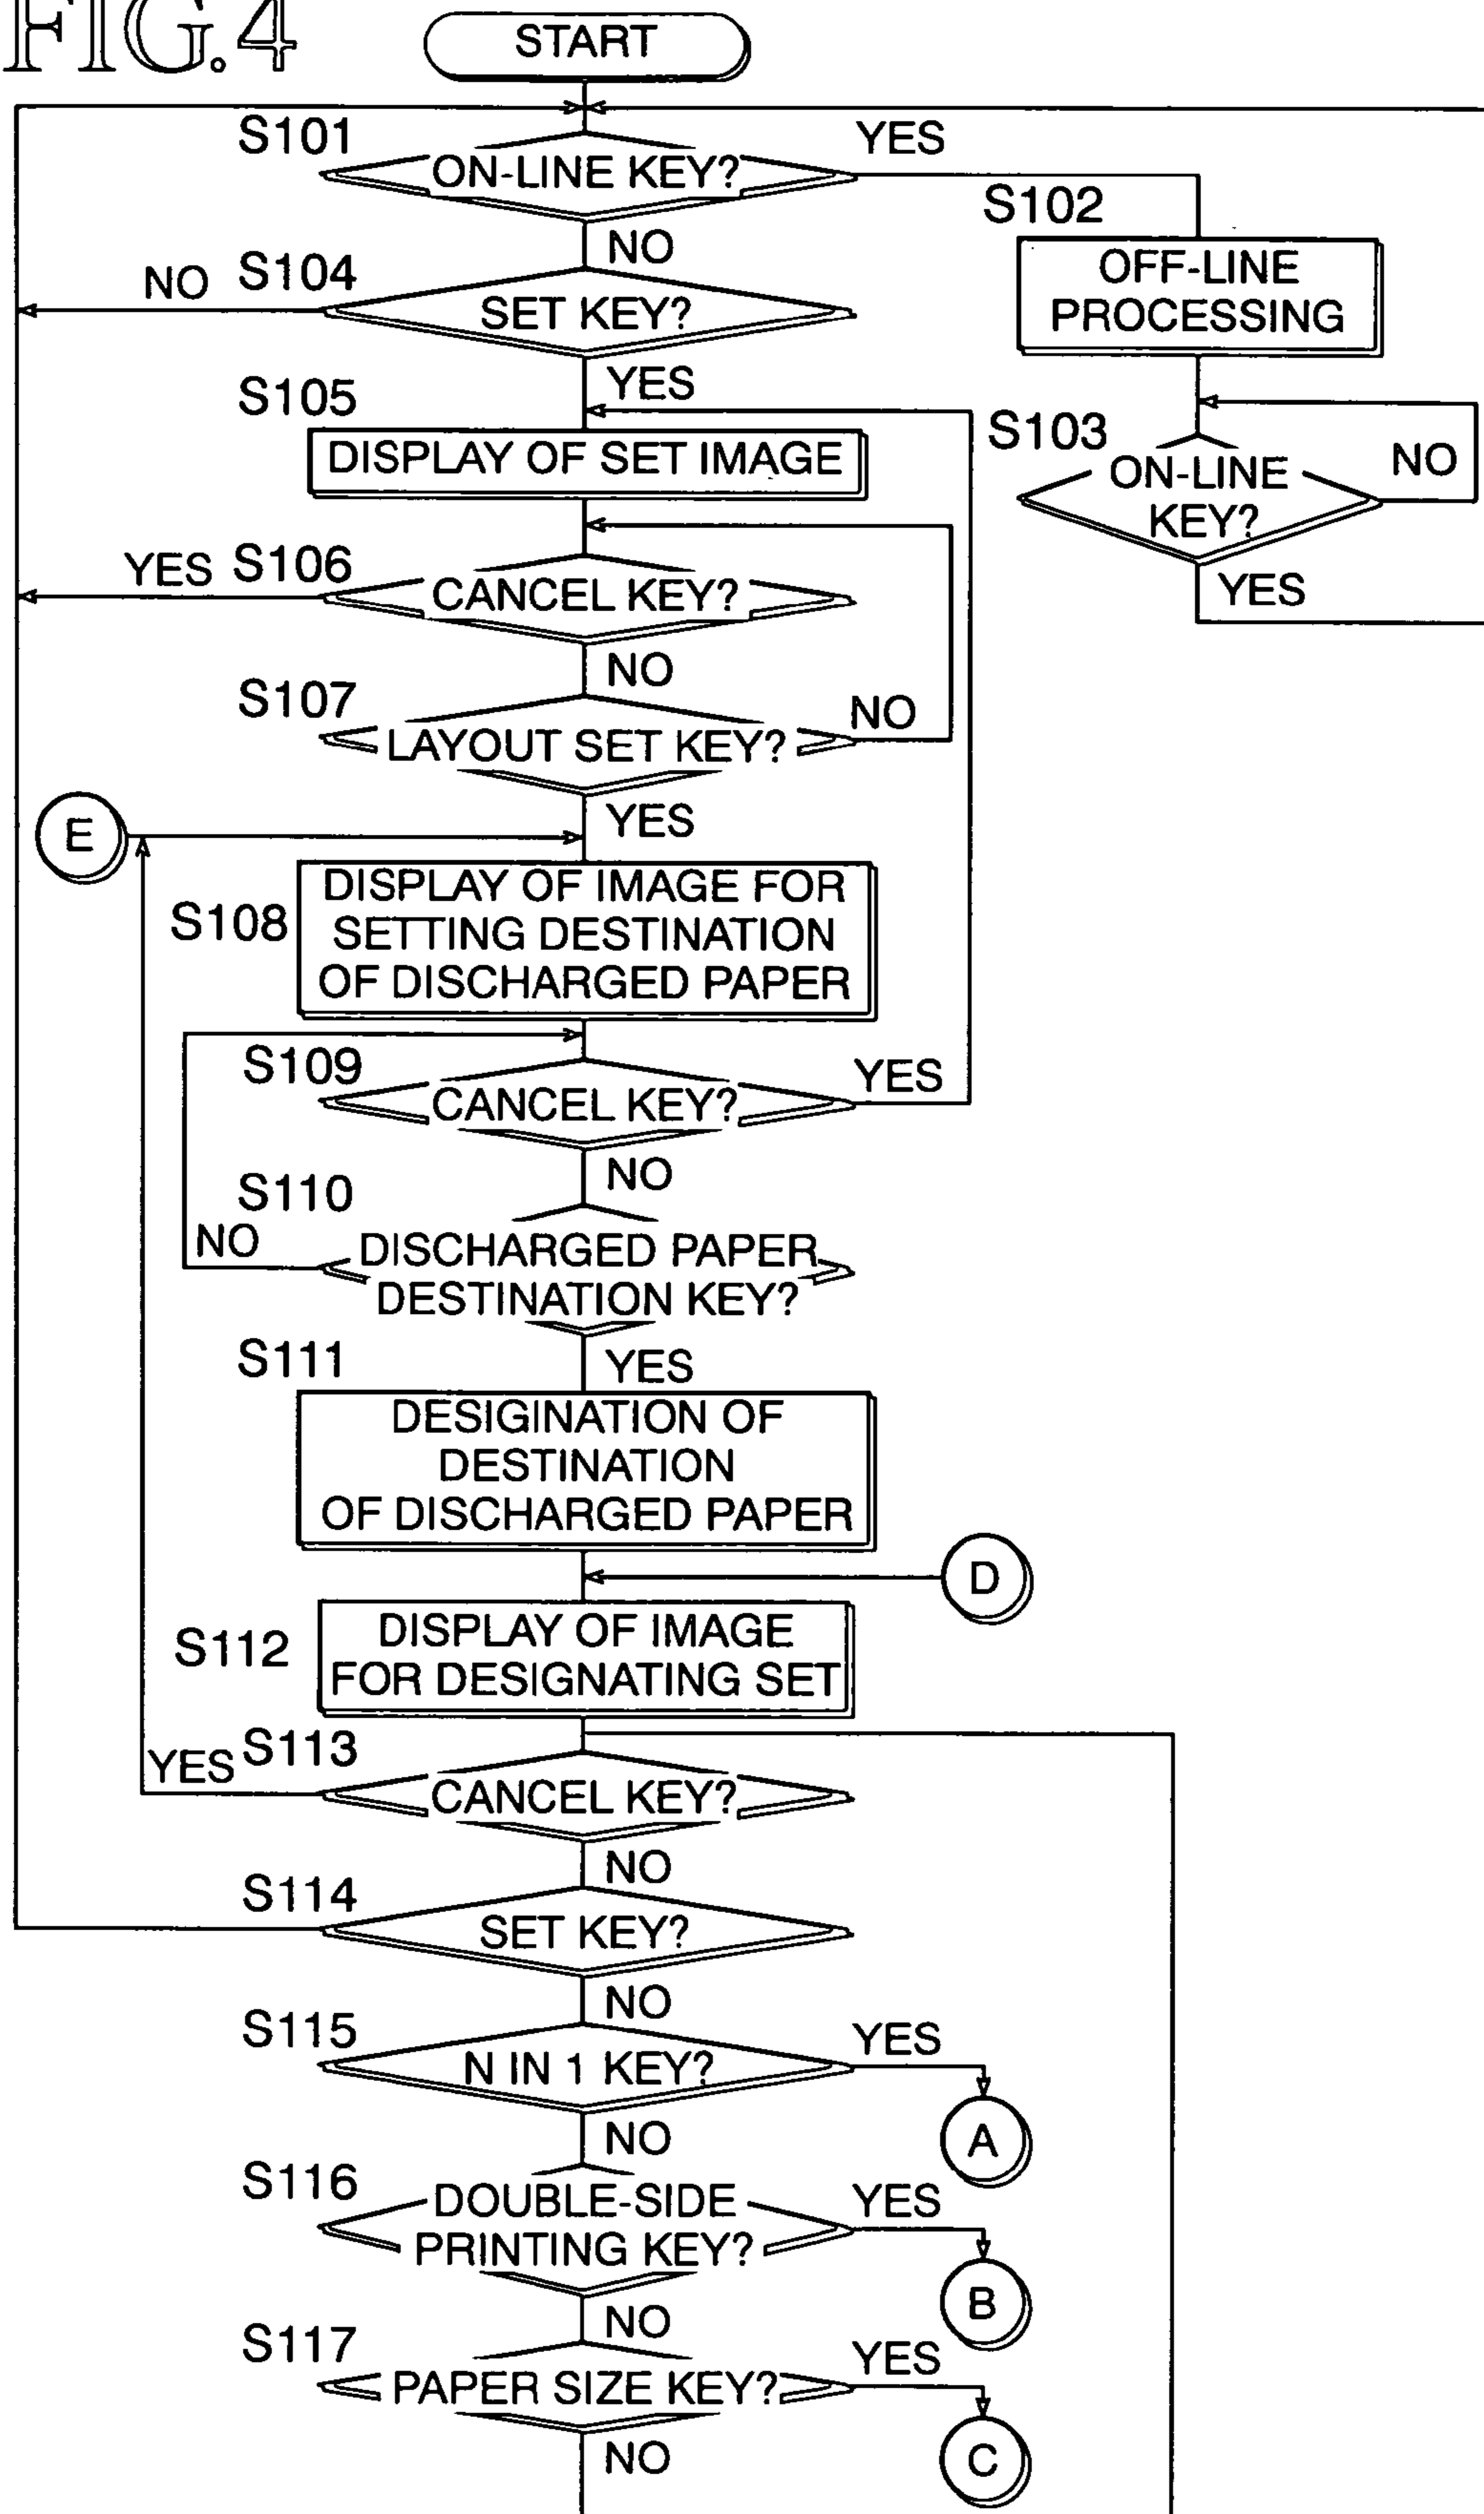 FIG.4
START
S101
ON-LINE KEY?
YES
NO
S102
OFF-LINE
PROCESSING
S103
ON-LINE
KEY?
NO
YES
S104
NO
SET KEY?
YES
S105
DISPLAY OF SET IMAGE
YES
S106
CANCEL KEY?
NO
S107
LAYOUT SET KEY?
NO
YES
E
S108
DISPLAY OF IMAGE FOR
SETTING DESTINATION
OF DISCHARGED PAPER
S109
CANCEL KEY?
YES
NO
S110
NO
DISCHARGED PAPER
DESTINATION KEY?
YES
S111
DESIGINATION OF
DESTINATION
OF DISCHARGED PAPER
D
S112
DISPLAY OF IMAGE
FOR DESIGNATING SET
YES
S113
CANCEL KEY?
NO
S114
SET KEY?
NO
S115
N IN 1 KEY?
YES
A
NO
S116
DOUBLE-SIDE
PRINTING KEY?
YES
B
NO
S117
PAPER SIZE KEY?
YES
C
NO